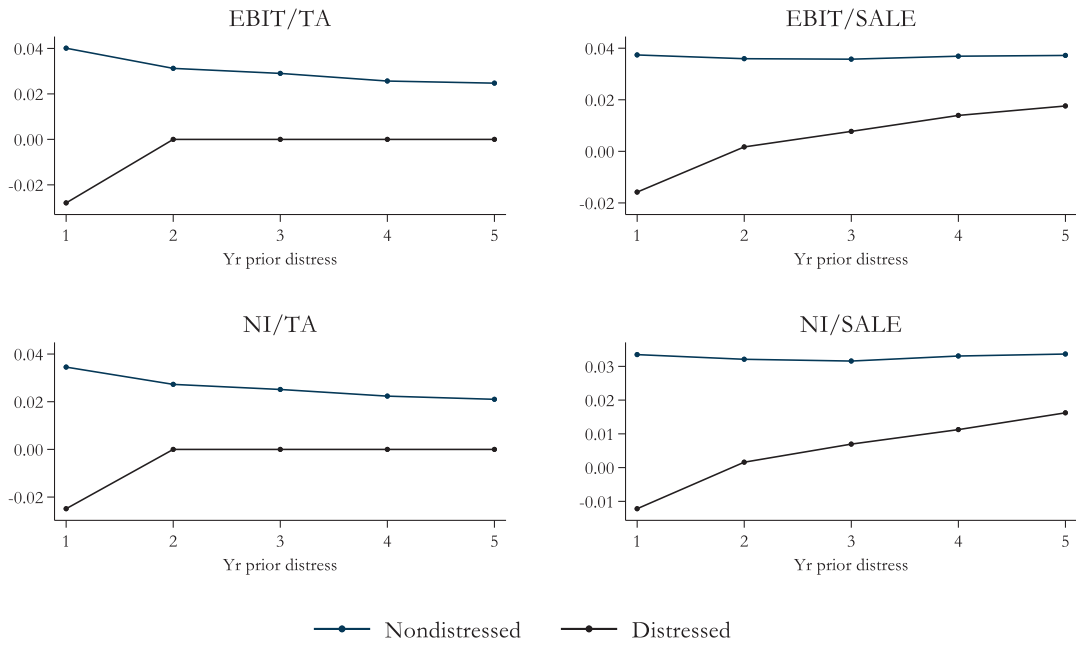 EBIT/TA
0.04
0.02
0.00
-0.02
1 2 3 4 5
Yr prior distress
EBIT/SALE
0.04
0.02
0.00
-0.02
1 2 3 4 5
Yr prior distress
NI/TA
0.04
0.02
0.00
-0.02
1 2 3 4 5
Yr prior distress
NI/SALE
0.03
0.02
0.01
0.00
-0.01
1 2 3 4 5
Yr prior distress
Nondistressed Distressed